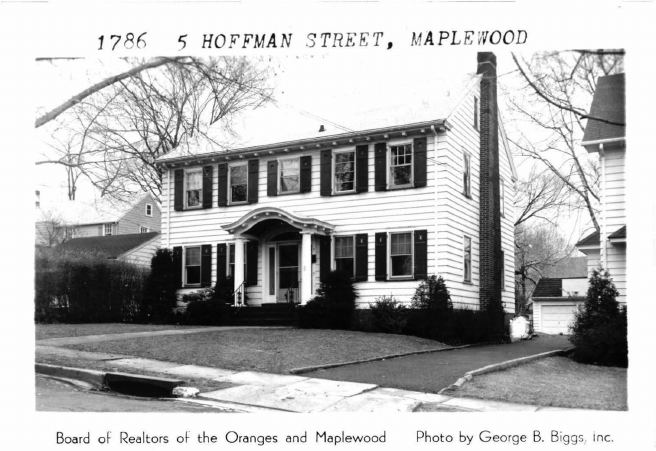 1786 5 HOFFMAN STREET, MAPLEWOOD
Board of Realtors of the Oranges and Maplewood Photo by George B. Biggs, Inc.